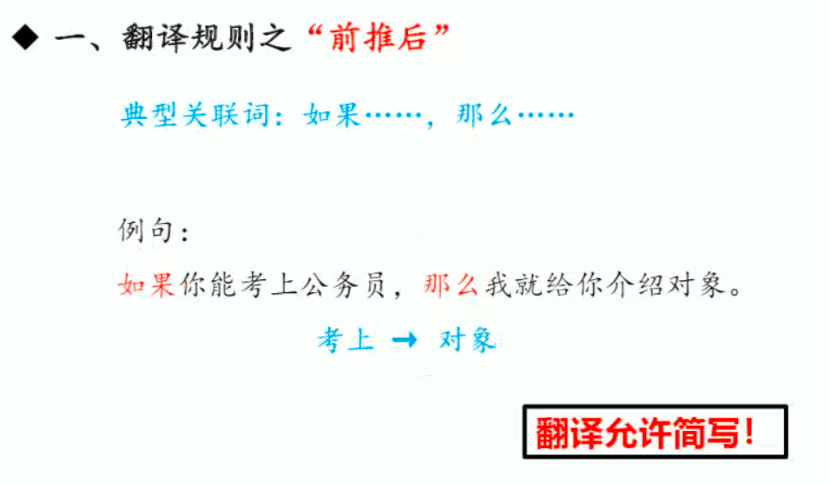 ◆ 一、翻译规则之“前推后”
典型关联词：如果……，那么……
例句：
如果你能考上公务员，那么我就给你介绍对象。
考上 → 对象
翻译允许简写！